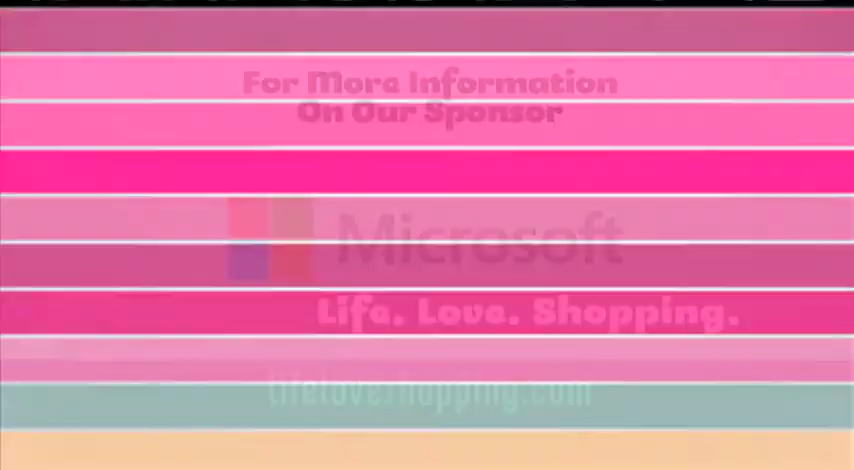 For More Information
On Our Sponsor
Microsoft
Life. Love. Shopping.
lifeloveshopping.com